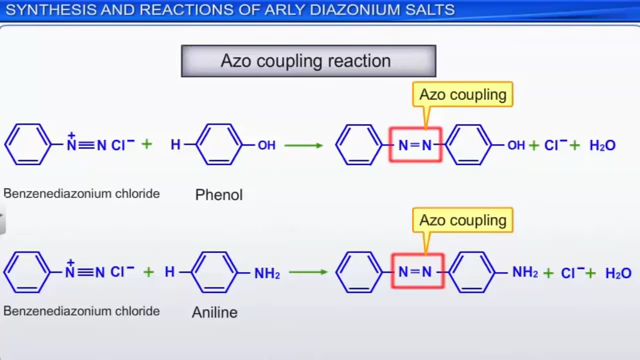 SYNTHESIS AND REACTIONS OF ARLY DIAZONIUM SALTS
Azo coupling reaction
Azo coupling
N⁺≡N Cl⁻ + H OH → N=N OH + Cl⁻ + H₂O
Benzenediazonium chloride Phenol
Azo coupling
N⁺≡N Cl⁻ + H NH₂ → N=N NH₂ + Cl⁻ + H₂O
Benzenediazonium chloride Aniline